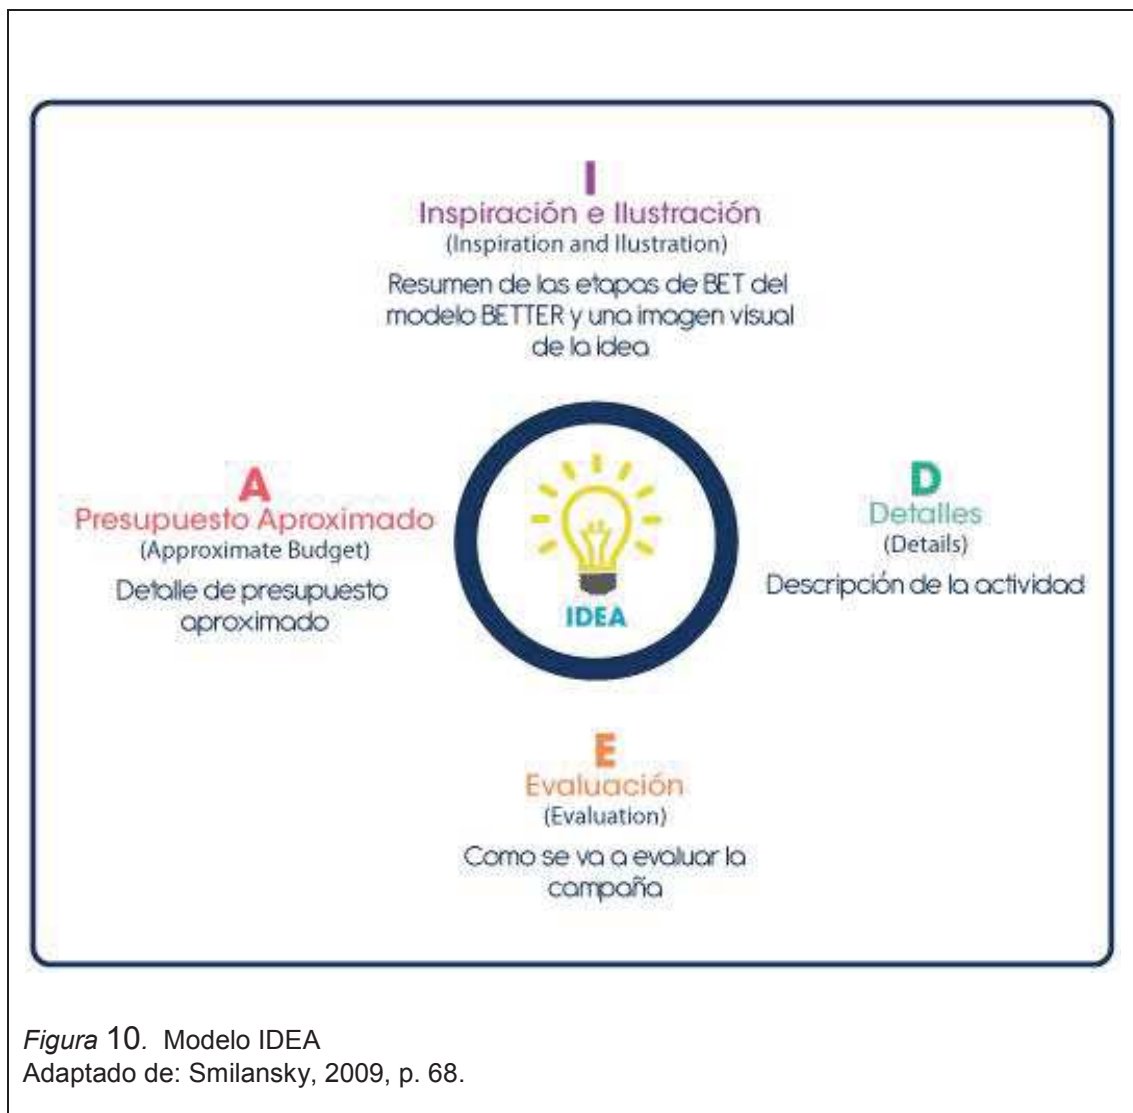 I
Inspiración e Ilustración
(Inspiration and Ilustration)
Resumen de las etapas de BET del
modelo BETTER y una imagen visual
de la idea
A
Presupuesto Aproximado
(Approximate Budget)
Detalle de presupuesto
aproximado
IDEA
D
Detalles
(Details)
Descripción de la actividad
E
Evaluación
(Evaluation)
Como se va a evaluar la
campaña
Figura 10. Modelo IDEA
Adaptado de: Smilansky, 2009, p. 68.